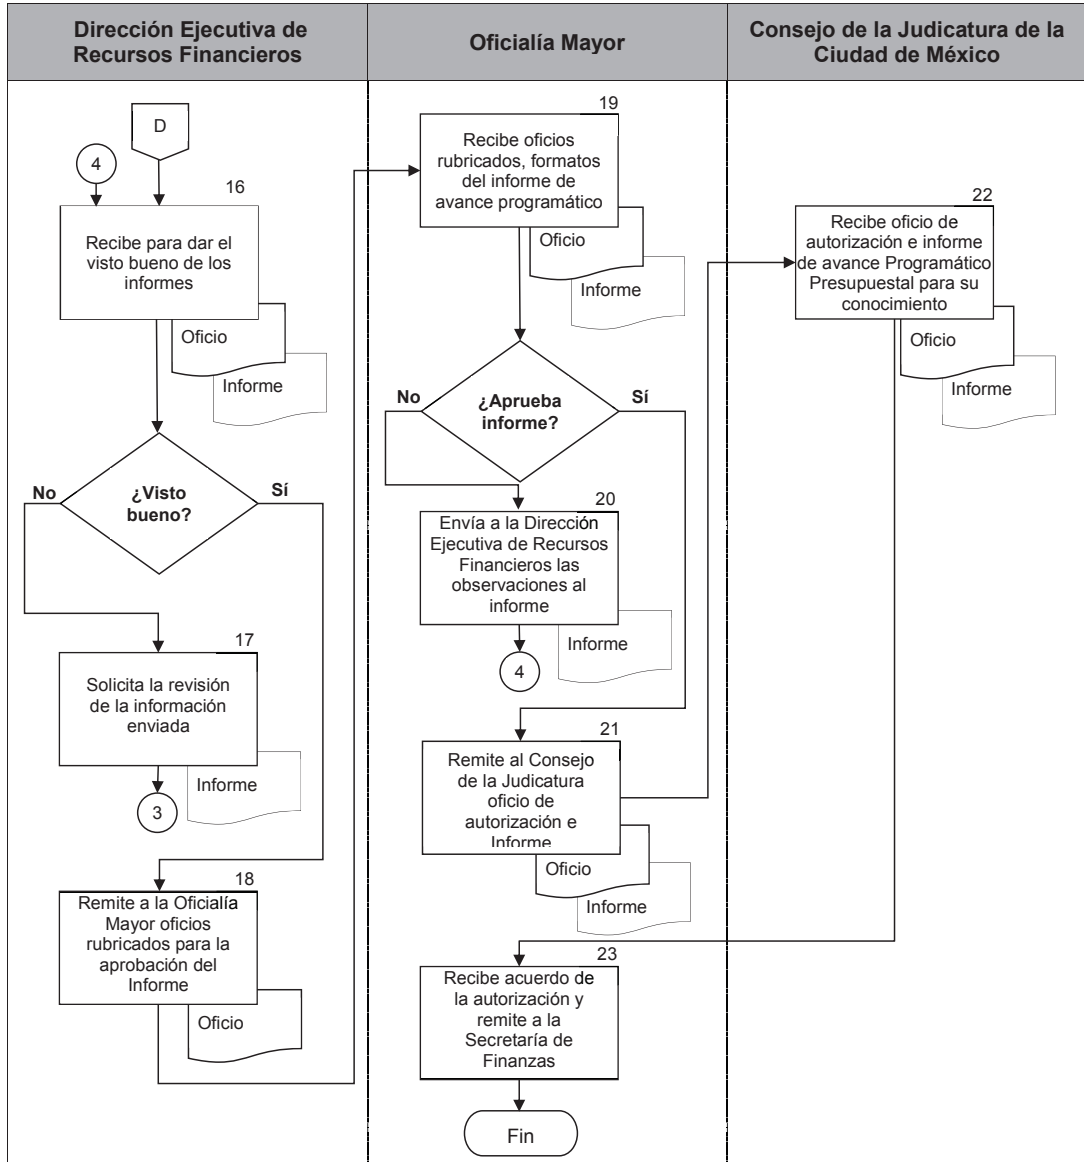 Dirección Ejecutiva de
Recursos Financieros
Oficialía Mayor
Consejo de la Judicatura de la
Ciudad de México
D
4
16
Recibe para dar el
visto bueno de los
informes
Oficio
Informe
¿Visto
bueno?
No
Sí
17
Solicita la revisión
de la información
enviada
Informe
3
18
Remite a la Oficialía
Mayor oficios
rubricados para la
aprobación del
Informe
Oficio
19
Recibe oficios
rubricados, formatos
del informe de
avance programático
Oficio
Informe
No
¿Aprueba
informe?
Sí
20
Envía a la Dirección
Ejecutiva de Recursos
Financieros las
observaciones al
informe
Informe
4
21
Remite al Consejo
de la Judicatura
oficio de
autorización e
Informe
Oficio
Informe
22
Recibe oficio de
autorización e informe
de avance Programático
Presupuestal para su
conocimiento
Oficio
Informe
23
Recibe acuerdo de
la autorización y
remite a la
Secretaría de
Finanzas
Fin